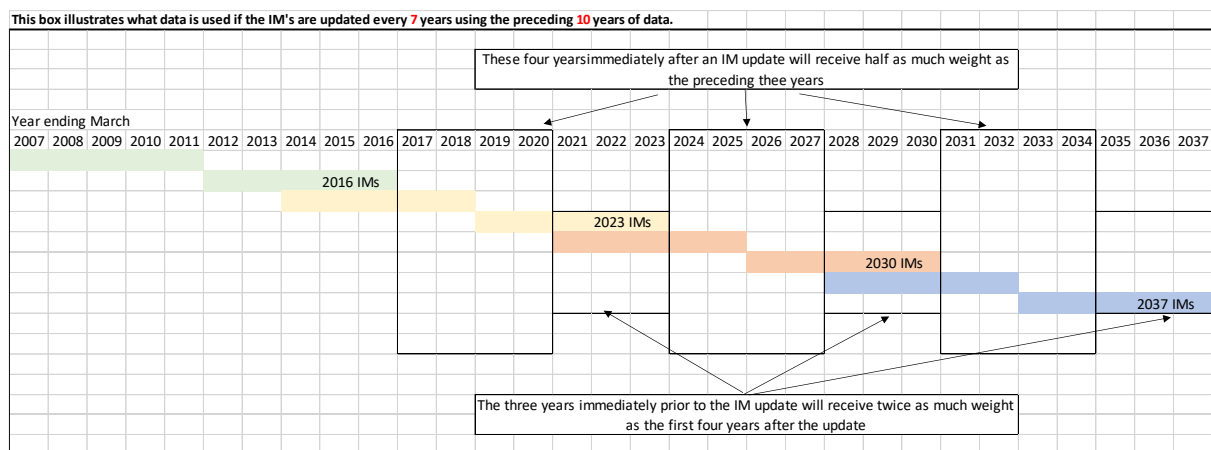 This box illustrates what data is used if the IM's are updated every 7 years using the preceding 10 years of data.
These four yearsimmediately after an IM update will receive half as much weight as
the preceding thee years
Year ending March
2007 2008 2009 2010 2011 2012 2013 2014 2015 2016 2017 2018 2019 2020 2021 2022 2023 2024 2025 2026 2027 2028 2029 2030 2031 2032 2033 2034 2035 2036 2037
2016 IMs
2023 IMs
2030 IMs
2037 IMs
The three years immediately prior to the IM update will receive twice as much weight
as the first four years after the update